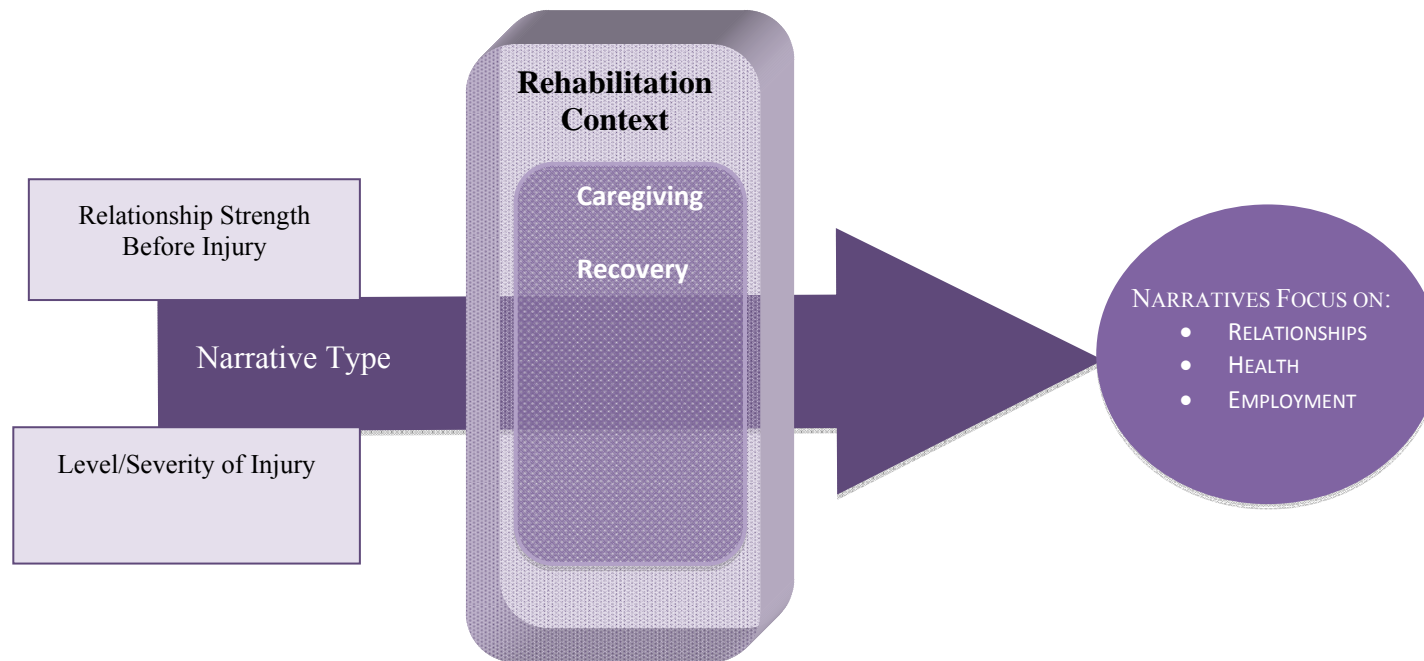 Rehabilitation
Context
Caregiving
Recovery
Relationship Strength
Before Injury
Narrative Type
Level/Severity of Injury
NARRATIVES FOCUS ON:
• RELATIONSHIPS
• HEALTH
• EMPLOYMENT